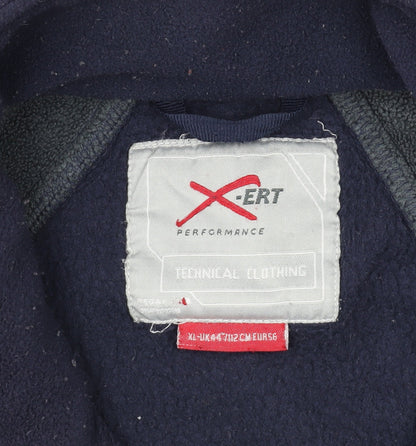 X-ERT
PERFORMANCE
TECHNICAL CLOTHING
XL-UK44"/112CM EUR56